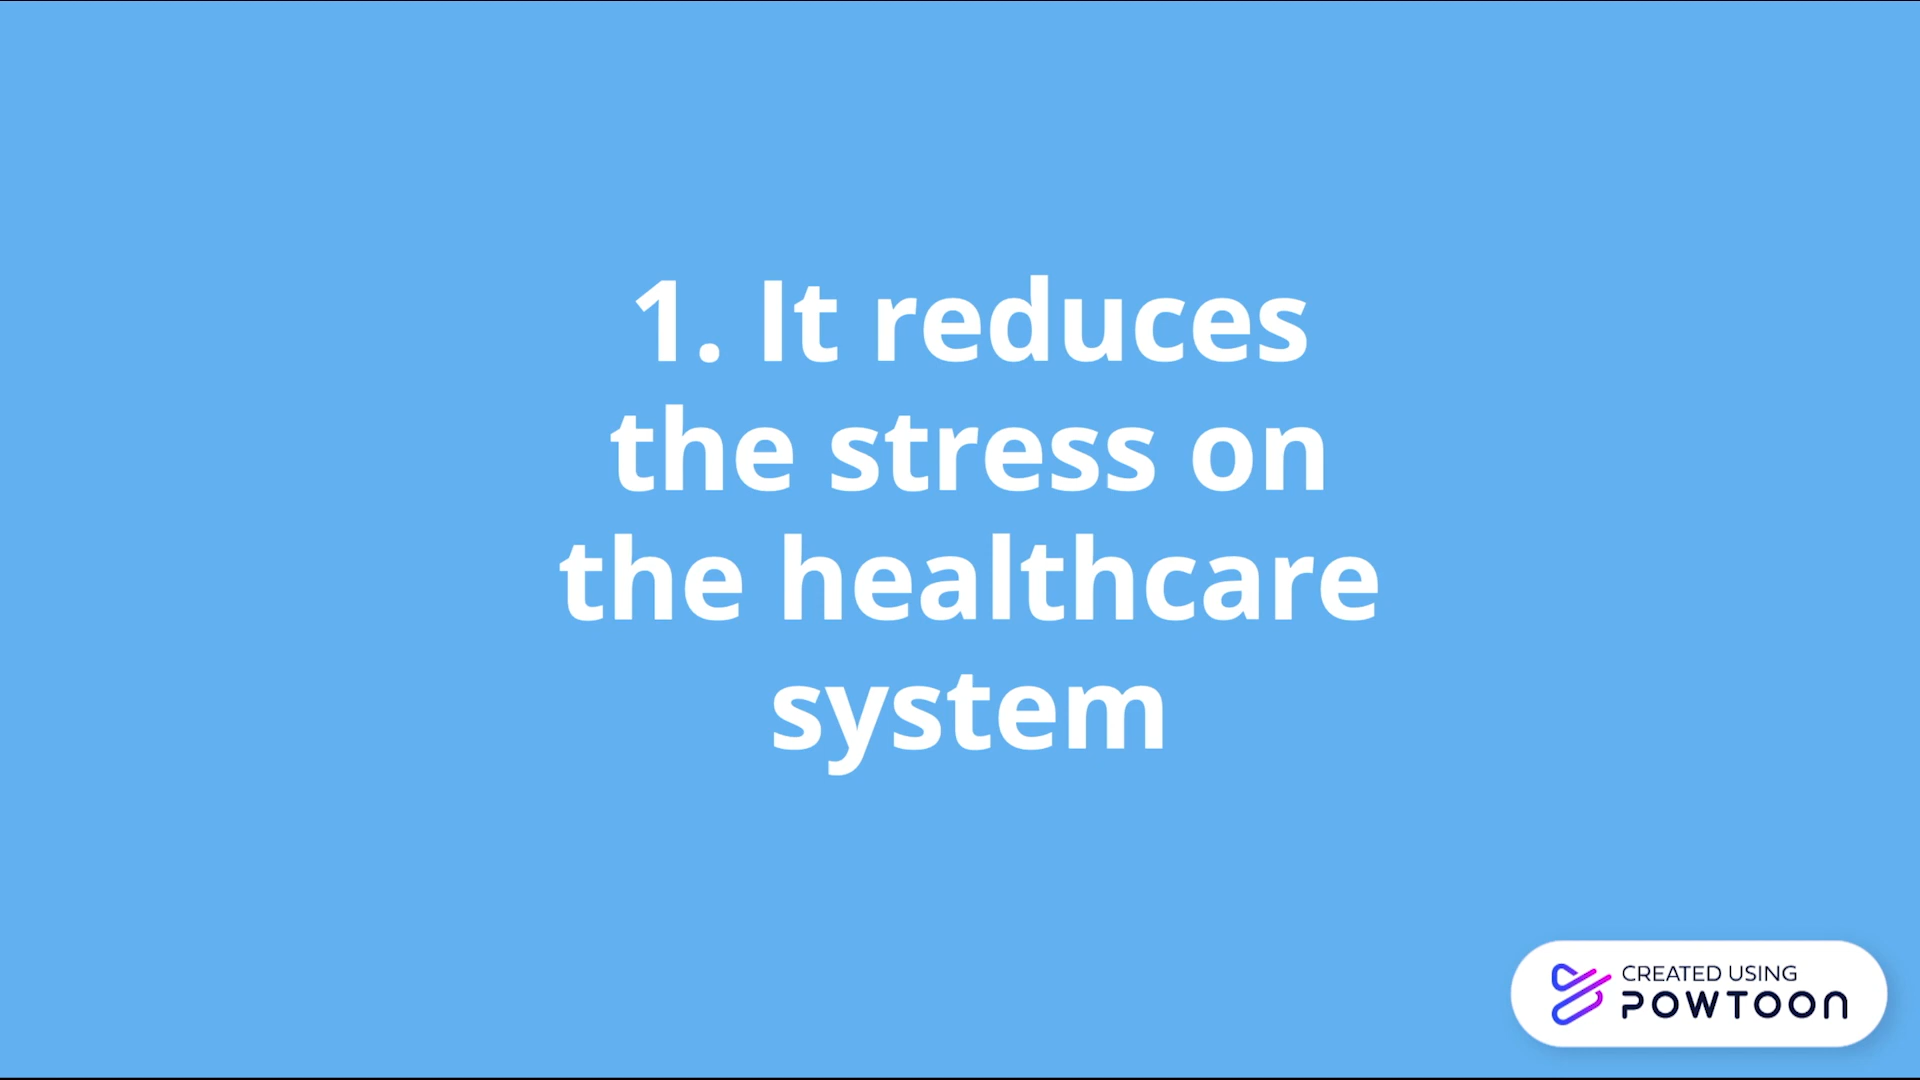 1. It reduces
the stress on
the healthcare
system
CREATED USING
POWTOON